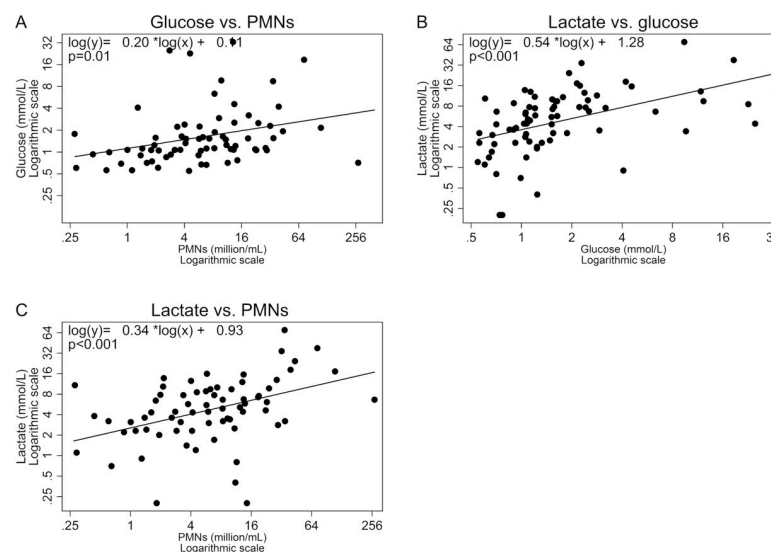 A
Glucose vs. PMNs
log(y)= 0.20 *log(x) +
p=0.01
Glucose (mmol/L)
Logarithmic scale
32
16
8
4
2
1
.5
.25
.25 1 4 16 64 256
PMNs (million/mL)
Logarithmic scale
B
Lactate vs. glucose
log(y)= 0.54 *log(x) + 1.28
p<0.001
Lactate (mmol/L)
Logarithmic scale
64
32
16
8
4
2
1
.5
.25
.5 1 2 4 8 16
Glucose (mmol/L)
Logarithmic scale
C
Lactate vs. PMNs
log(y)= 0.34 *log(x) + 0.93
p<0.001
Lactate (mmol/L)
Logarithmic scale
64
32
16
8
4
2
1
.5
.25
.25 1 4 16 64 256
PMNs (million/mL)
Logarithmic scale